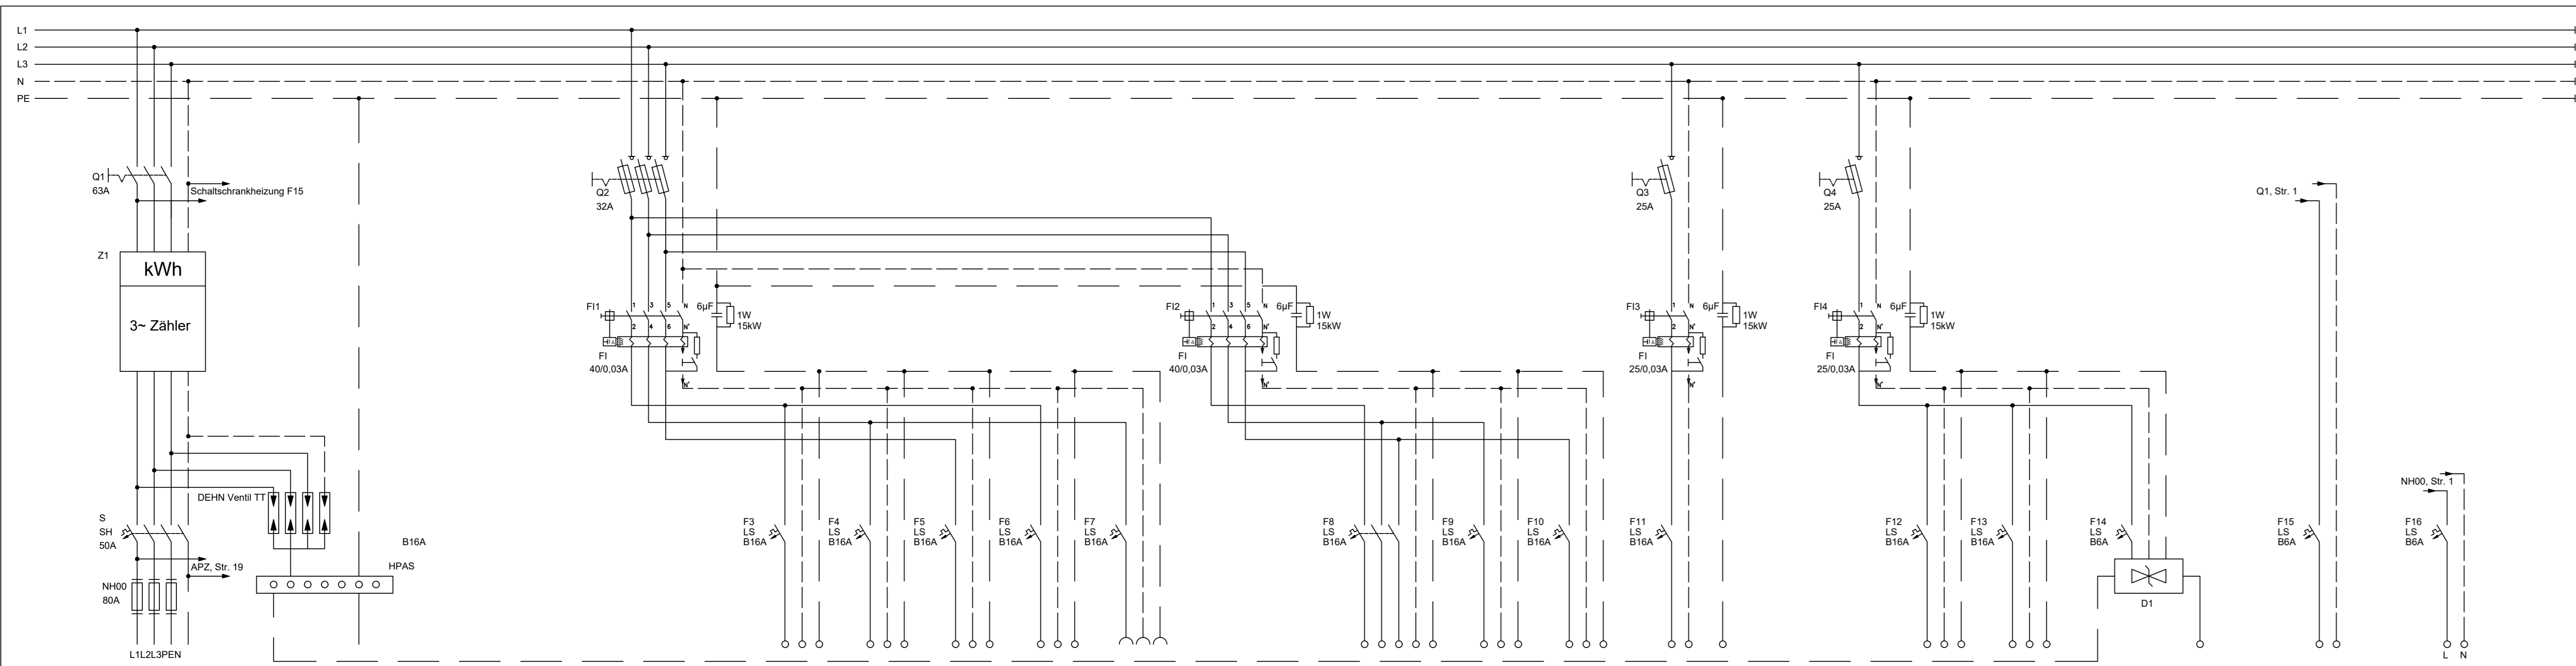 L1
L2
L3
N
PE
Q1
63A
Schaltschrankheizung F15
Z1
kWh
3~ Zähler
DEHN Ventil TT
S
SH
50A
APZ, Str. 19
NH00
80A
L1L2L3PEN
B16A
HPAS
Q2
32A
FI1
1 3 5 N
2 4 6 N'
FI
40/0,03A
N'
6µF
1W
15kW
F3
LS
B16A
F4
LS
B16A
F5
LS
B16A
F6
LS
B16A
F7
LS
B16A
FI2
1 3 5 N
2 4 6 N'
FI
40/0,03A
N'
6µF
1W
15kW
F8
LS
B16A
F9
LS
B16A
F10
LS
B16A
Q3
25A
FI3
1 N
2 N'
FI
25/0,03A
N'
6µF
1W
15kW
F11
LS
B16A
Q4
25A
FI4
1 N
2 N'
FI
25/0,03A
N'
6µF
1W
15kW
F12
LS
B16A
F13
LS
B16A
F14
LS
B6A
D1
Q1, Str. 1
F15
LS
B6A
NH00, Str. 1
F16
LS
B6A
L N